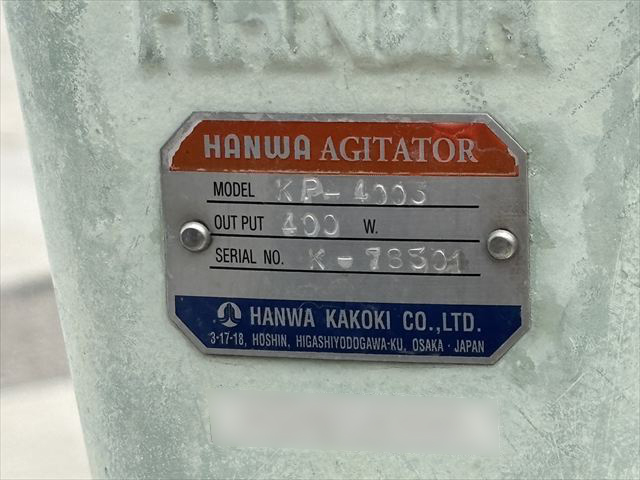 HANWA
HANWA AGITATOR
MODEL KP-4003
OUT PUT 400 W.
SERIAL NO. K-78301
HANWA KAKOKI CO.,LTD.
3-17-18, HOSHIN, HIGASHIYODOGAWA-KU, OSAKA·JAPAN